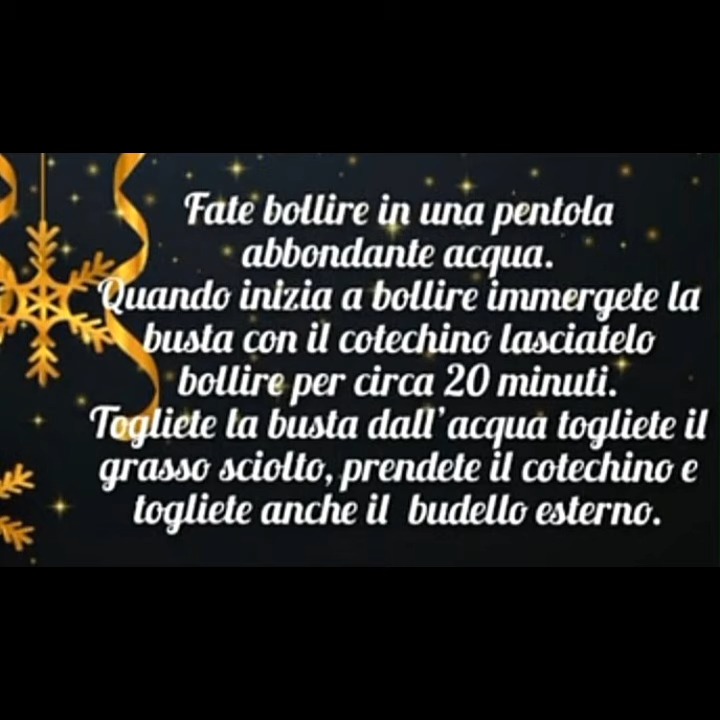 Fate bollire in una pentola
abbondante acqua.
Quando inizia a bollire immergete la
busta con il cotechino lasciatelo
bollire per circa 20 minuti.
Togliete la busta dall'acqua togliete il
grasso sciolto, prendete il cotechino e
togliete anche il budello esterno.